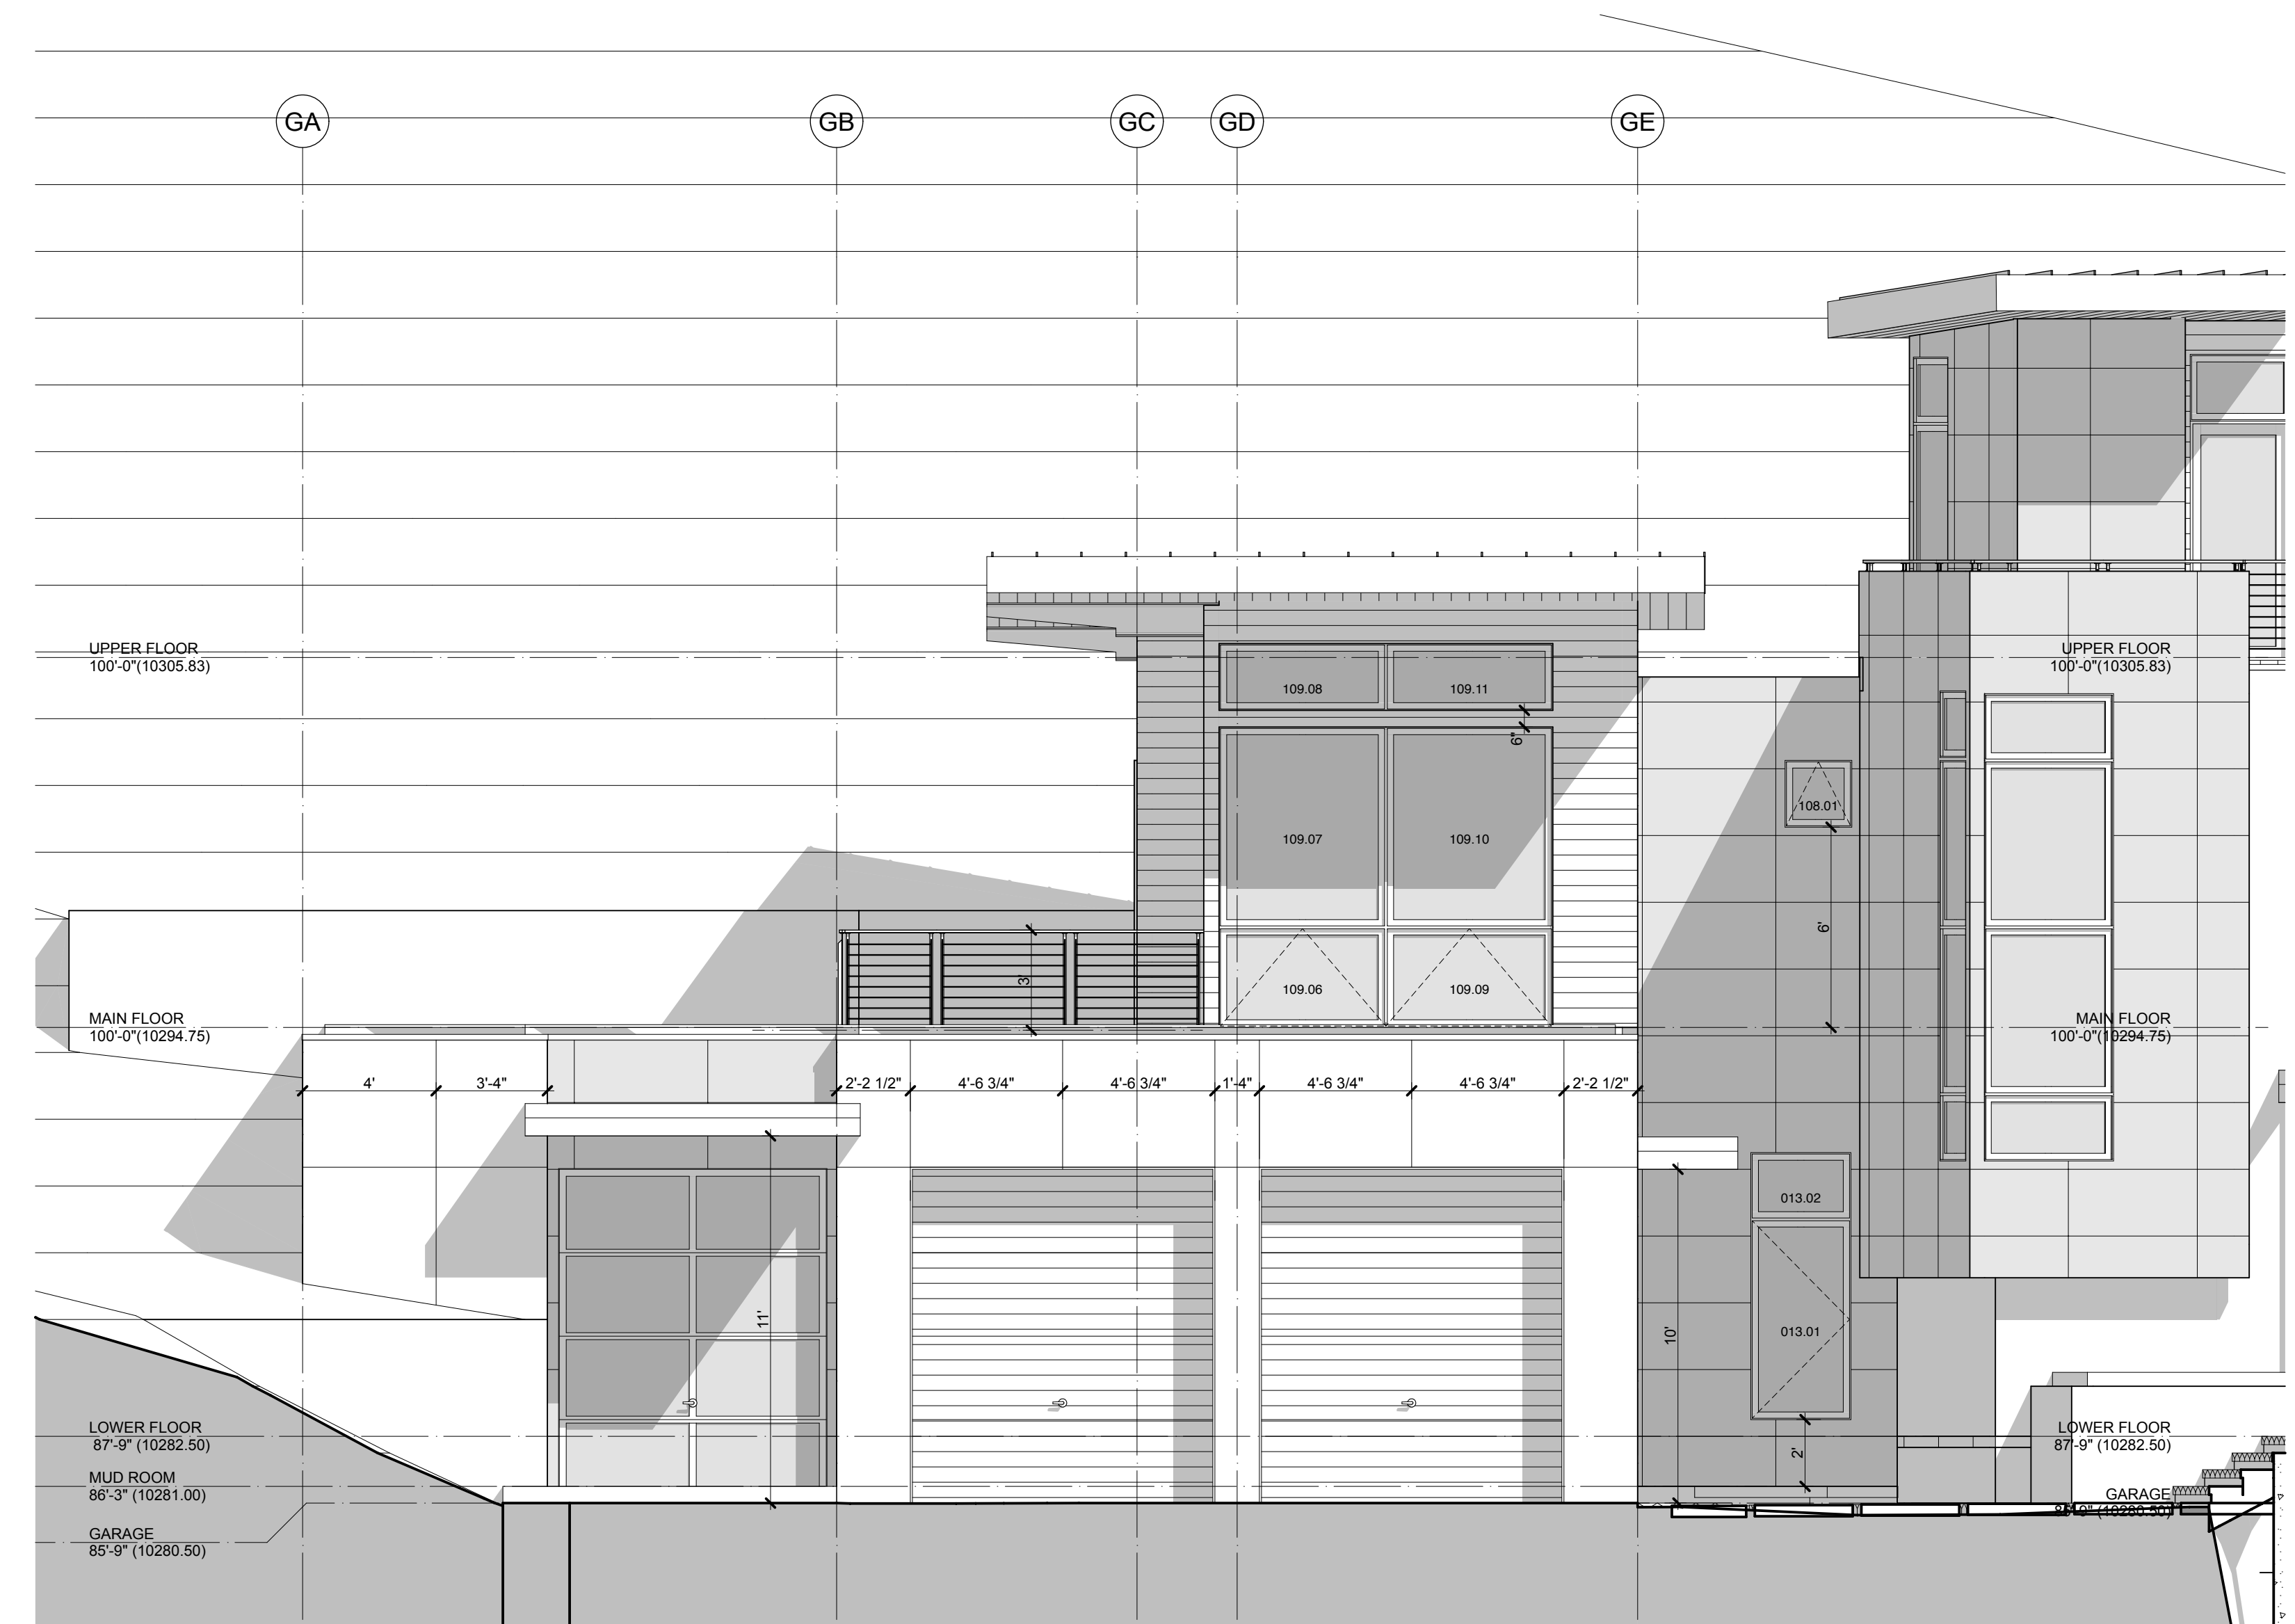 GA
GB
GC
GD
GE
UPPER FLOOR
100'-0"(10305.83)
UPPER FLOOR
100'-0"(10305.83)
109.08
109.11
6"
108.01
109.07
109.10
6'
3'
109.06
109.09
MAIN FLOOR
100'-0"(10294.75)
MAIN FLOOR
100'-0"(10294.75)
4'
3'-4"
2'-2 1/2"
4'-6 3/4"
4'-6 3/4"
1'-4"
4'-6 3/4"
4'-6 3/4"
2'-2 1/2"
013.02
11'
10'
013.01
LOWER FLOOR
87'-9" (10282.50)
LOWER FLOOR
87'-9" (10282.50)
2'
MUD ROOM
86'-3" (10281.00)
GARAGE
85'-9" (10280.50)
GARAGE
85'-9" (10280.50)